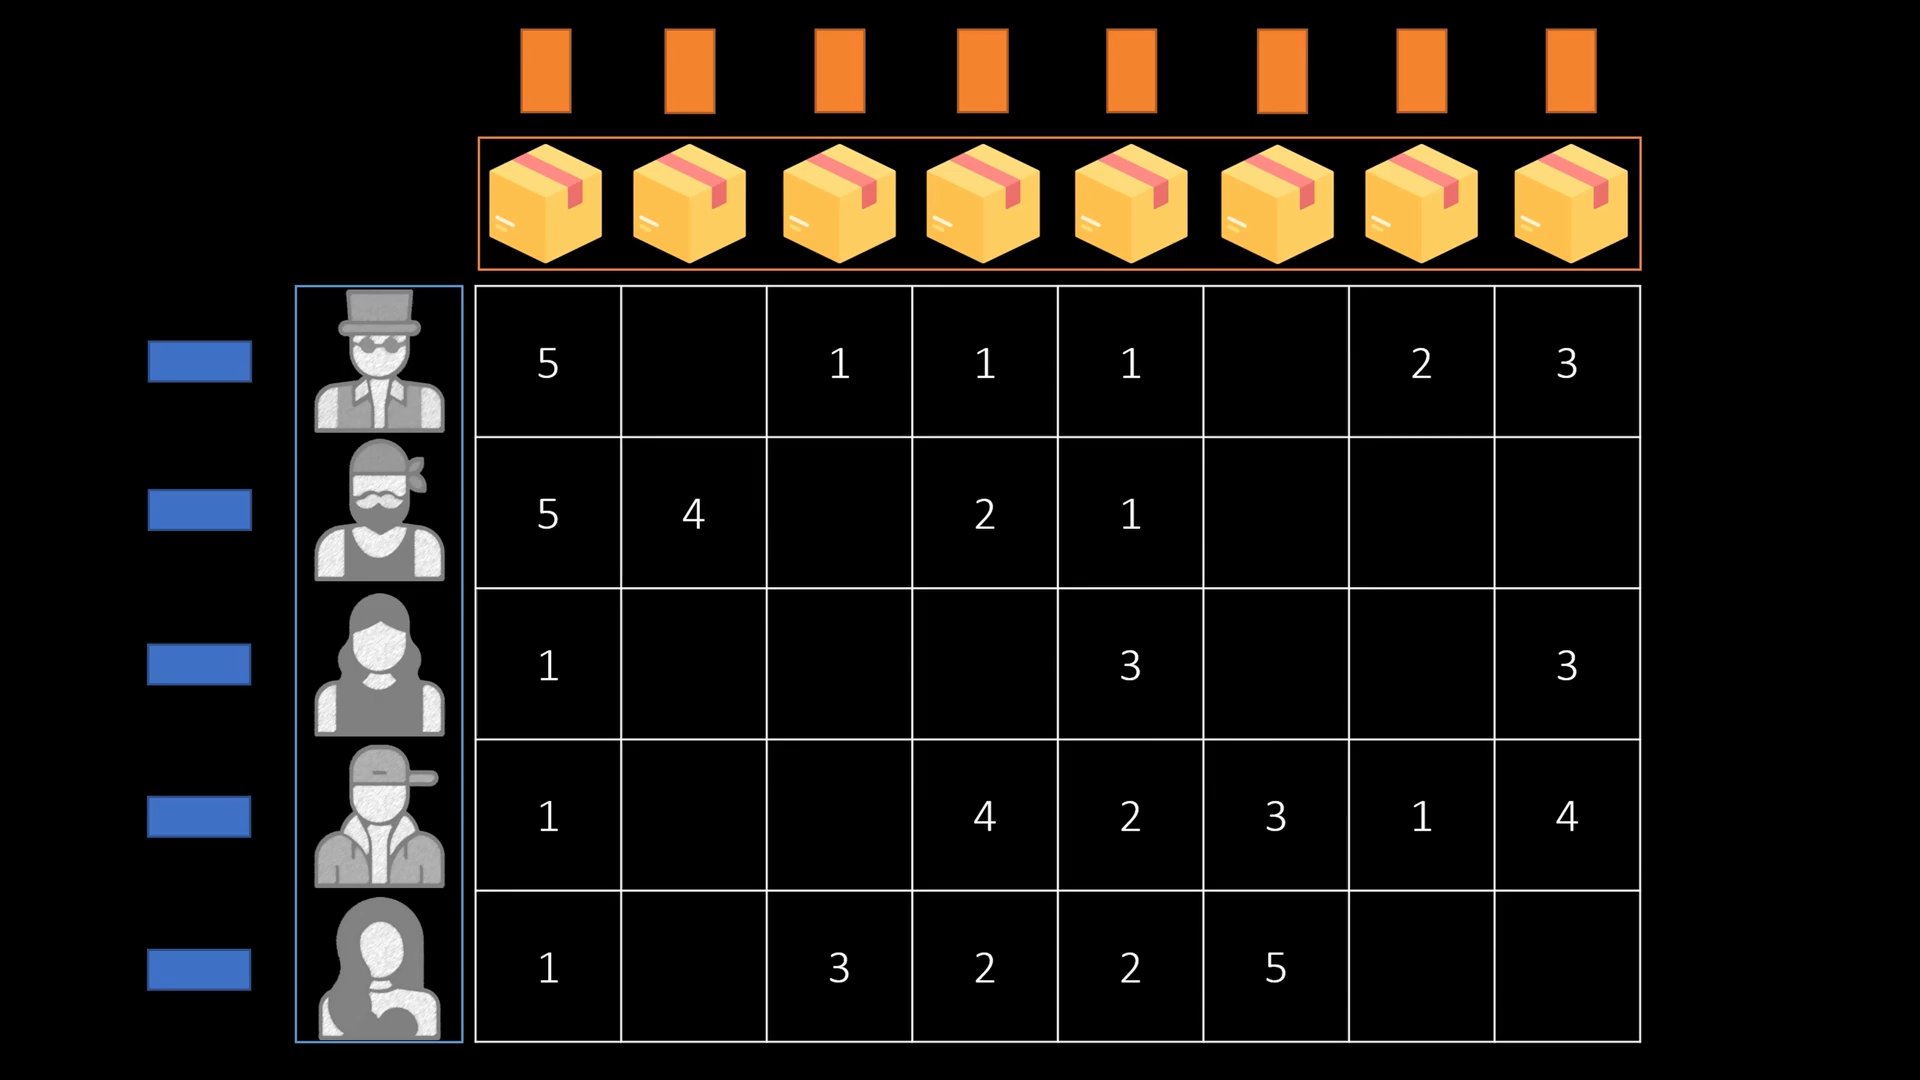 5 1 1 1 2 3
5 4 2 1
1 3 3
1 4 2 3 1 4
1 3 2 2 5